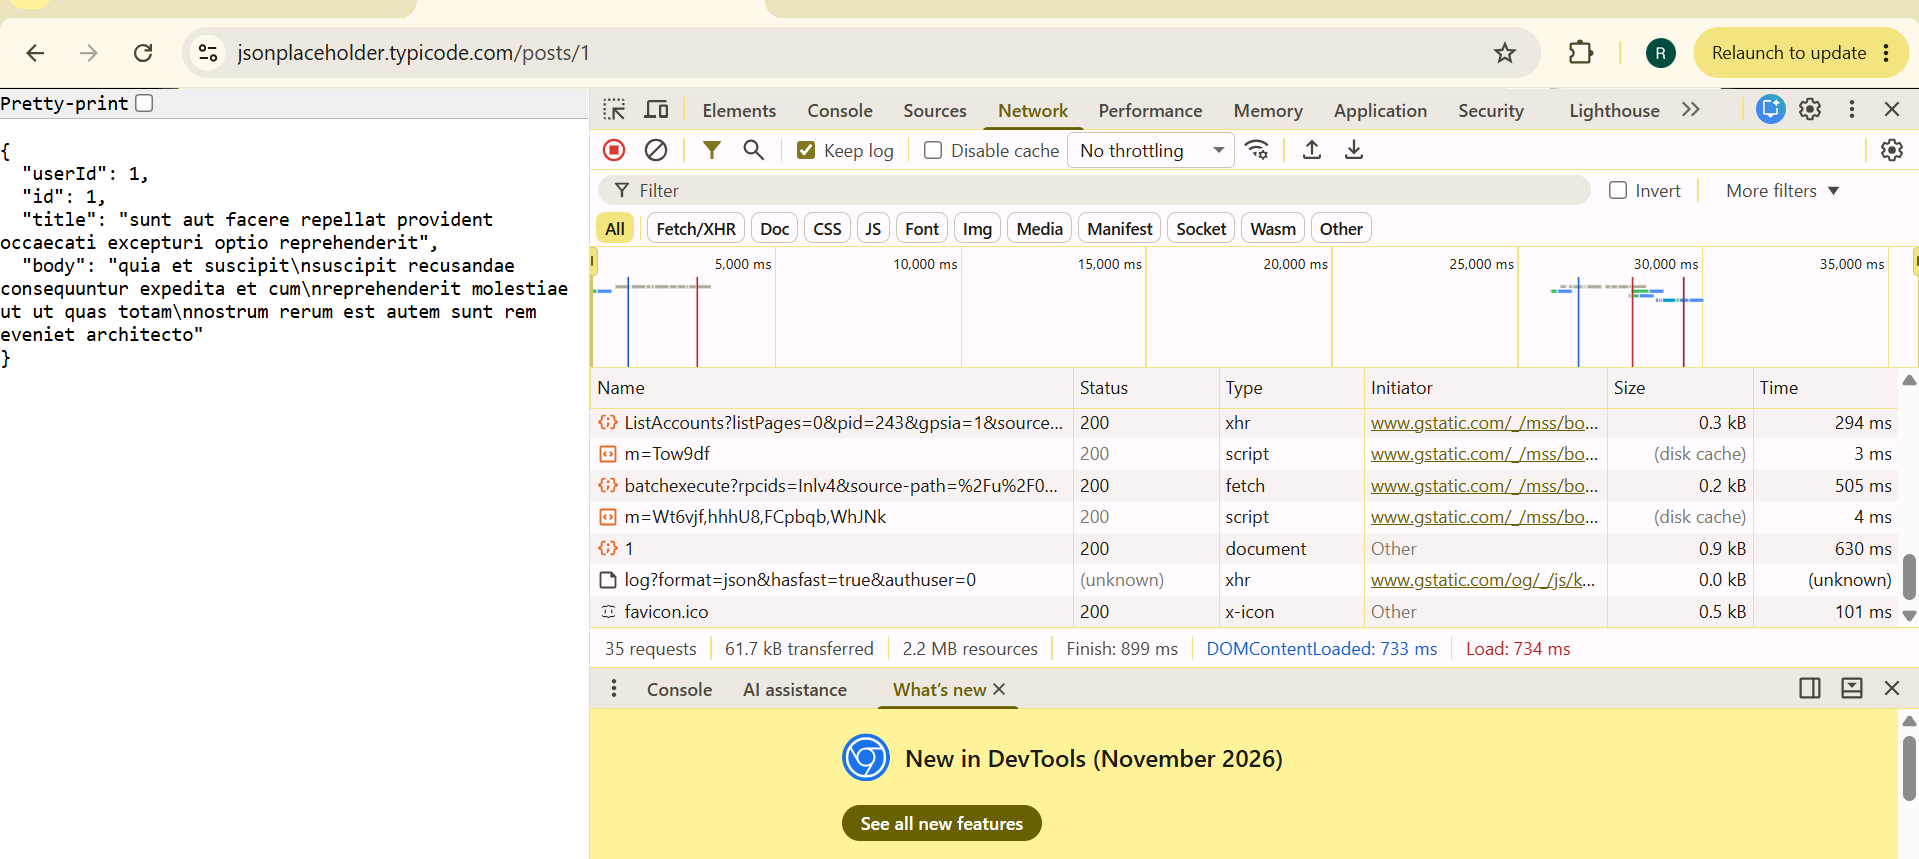 jsonplaceholder.typicode.com/posts/1
R
Relaunch to update
Pretty-print
{
"userId": 1,
"id": 1,
"title": "sunt aut facere repellat provident
occaecati excepturi optio reprehenderit",
"body": "quia et suscipit\nsuscipit recusandae
consequuntur expedita et cum\nreprehenderit molestiae
ut ut quas totam\nnostrum rerum est autem sunt rem
eveniet architecto"
}
Elements Console Sources Network Performance Memory Application Security Lighthouse
Keep log Disable cache No throttling
Filter Invert More filters
All Fetch/XHR Doc CSS JS Font Img Media Manifest Socket Wasm Other
5,000 ms 10,000 ms 15,000 ms 20,000 ms 25,000 ms 30,000 ms 35,000 ms
Name Status Type Initiator Size Time
ListAccounts?listPages=0&pid=243&gpsia=1&source... 200 xhr www.gstatic.com/_/mss/bo... 0.3 kB 294 ms
m=Tow9df 200 script www.gstatic.com/_/mss/bo... (disk cache) 3 ms
batchexecute?rpcids=Inlv4&source-path=%2Fu%2F0... 200 fetch www.gstatic.com/_/mss/bo... 0.2 kB 505 ms
m=Wt6vjf,hhhU8,FCpbqb,WhJNk 200 script www.gstatic.com/_/mss/bo... (disk cache) 4 ms
1 200 document Other 0.9 kB 630 ms
log?format=json&hasfast=true&authuser=0 (unknown) xhr www.gstatic.com/og/_/js/k... 0.0 kB (unknown)
favicon.ico 200 x-icon Other 0.5 kB 101 ms
35 requests 61.7 kB transferred 2.2 MB resources Finish: 899 ms DOMContentLoaded: 733 ms Load: 734 ms
Console AI assistance What's new
New in DevTools (November 2026)
See all new features